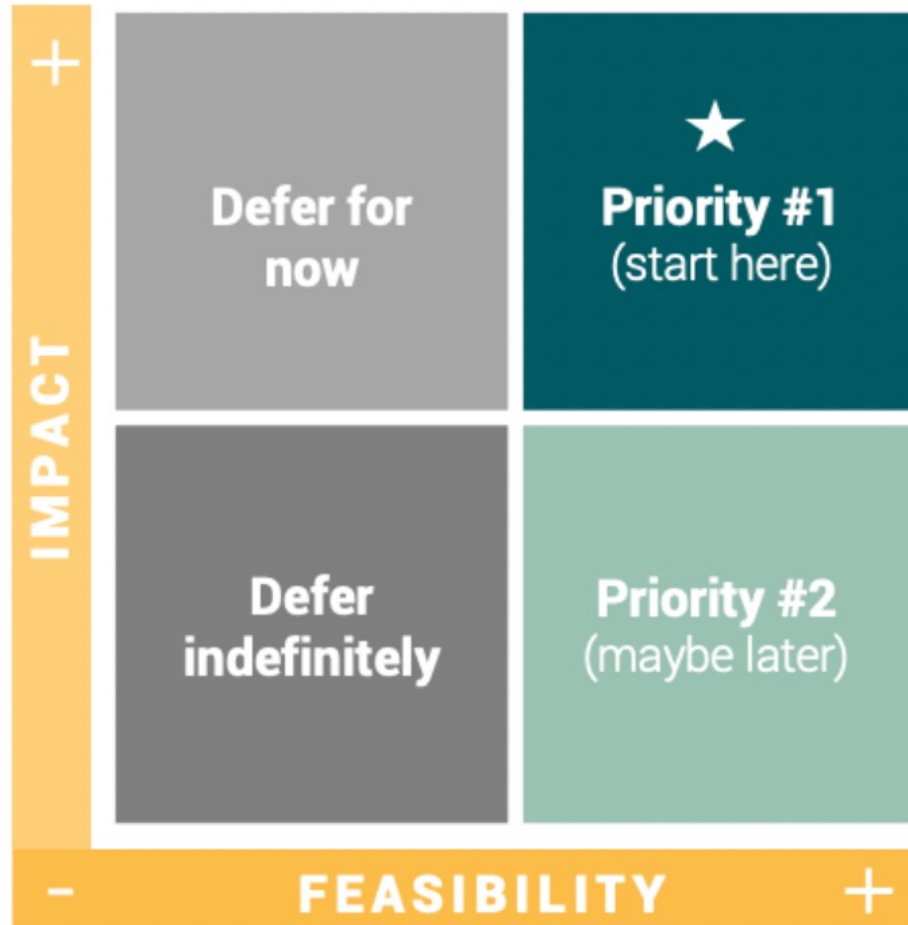 +
Defer for
now
★
Priority #1
(start here)
IMPACT
Defer
indefinitely
Priority #2
(maybe later)
- FEASIBILITY +